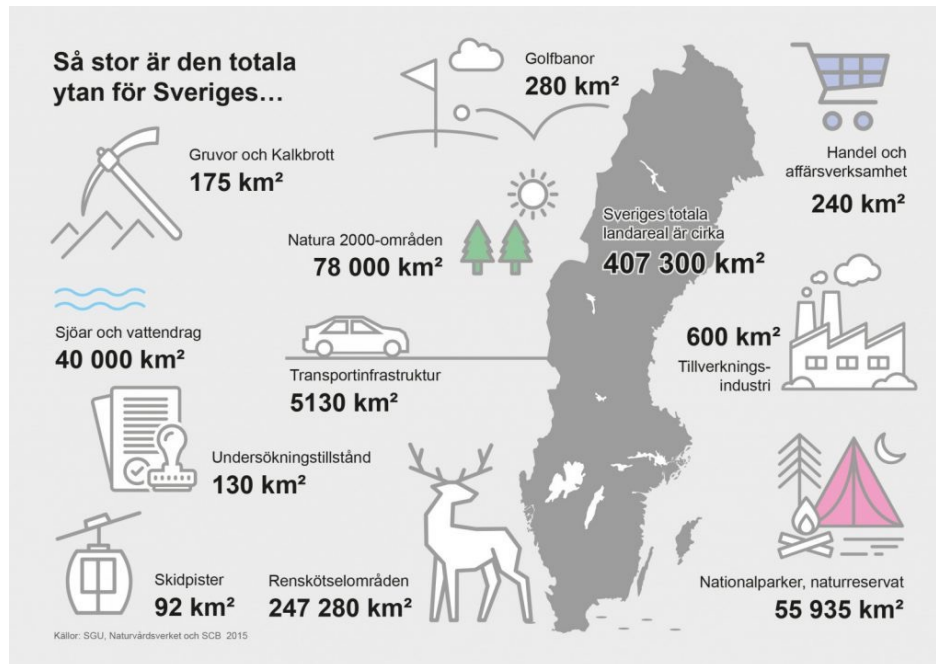 Så stor är den totala
ytan för Sveriges…
Golfbanor
280 km²
Handel och
affärsverksamhet
240 km²
Gruvor och Kalkbrott
175 km²
Sveriges totala
landareal är cirka
407 300 km²
Natura 2000-områden
78 000 km²
Sjöar och vattendrag
40 000 km²
600 km²
Tillverknings-
industri
Transportinfrastruktur
5130 km²
Undersökningstillstånd
130 km²
Skidpister
92 km²
Renskötselområden
247 280 km²
Nationalparker, naturreservat
55 935 km²
Källor: SGU, Naturvårdsverket och SCB 2015